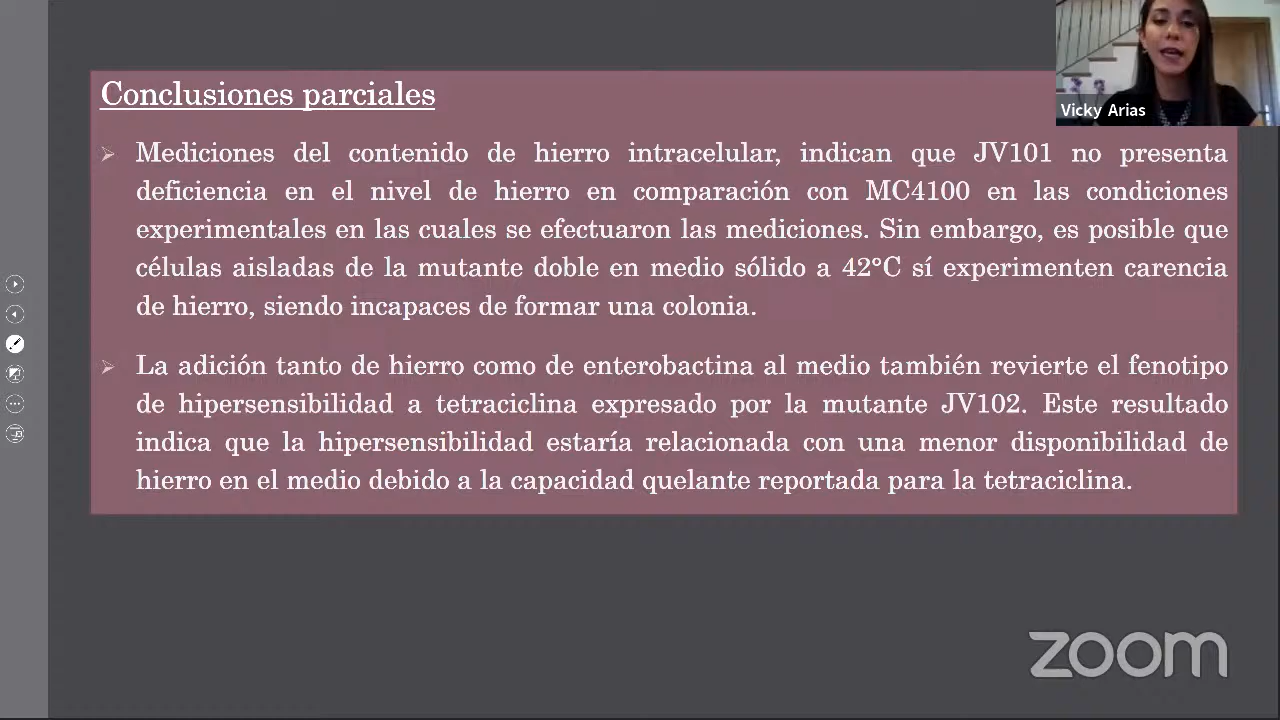 Conclusiones parciales
Vicky Arias
Mediciones del contenido de hierro intracelular, indican que JV101 no presenta
deficiencia en el nivel de hierro en comparación con MC4100 en las condiciones
experimentales en las cuales se efectuaron las mediciones. Sin embargo, es posible que
células aisladas de la mutante doble en medio sólido a 42°C sí experimenten carencia
de hierro, siendo incapaces de formar una colonia.
La adición tanto de hierro como de enterobactina al medio también revierte el fenotipo
de hipersensibilidad a tetraciclina expresado por la mutante JV102. Este resultado
indica que la hipersensibilidad estaría relacionada con una menor disponibilidad de
hierro en el medio debido a la capacidad quelante reportada para la tetraciclina.
zoom